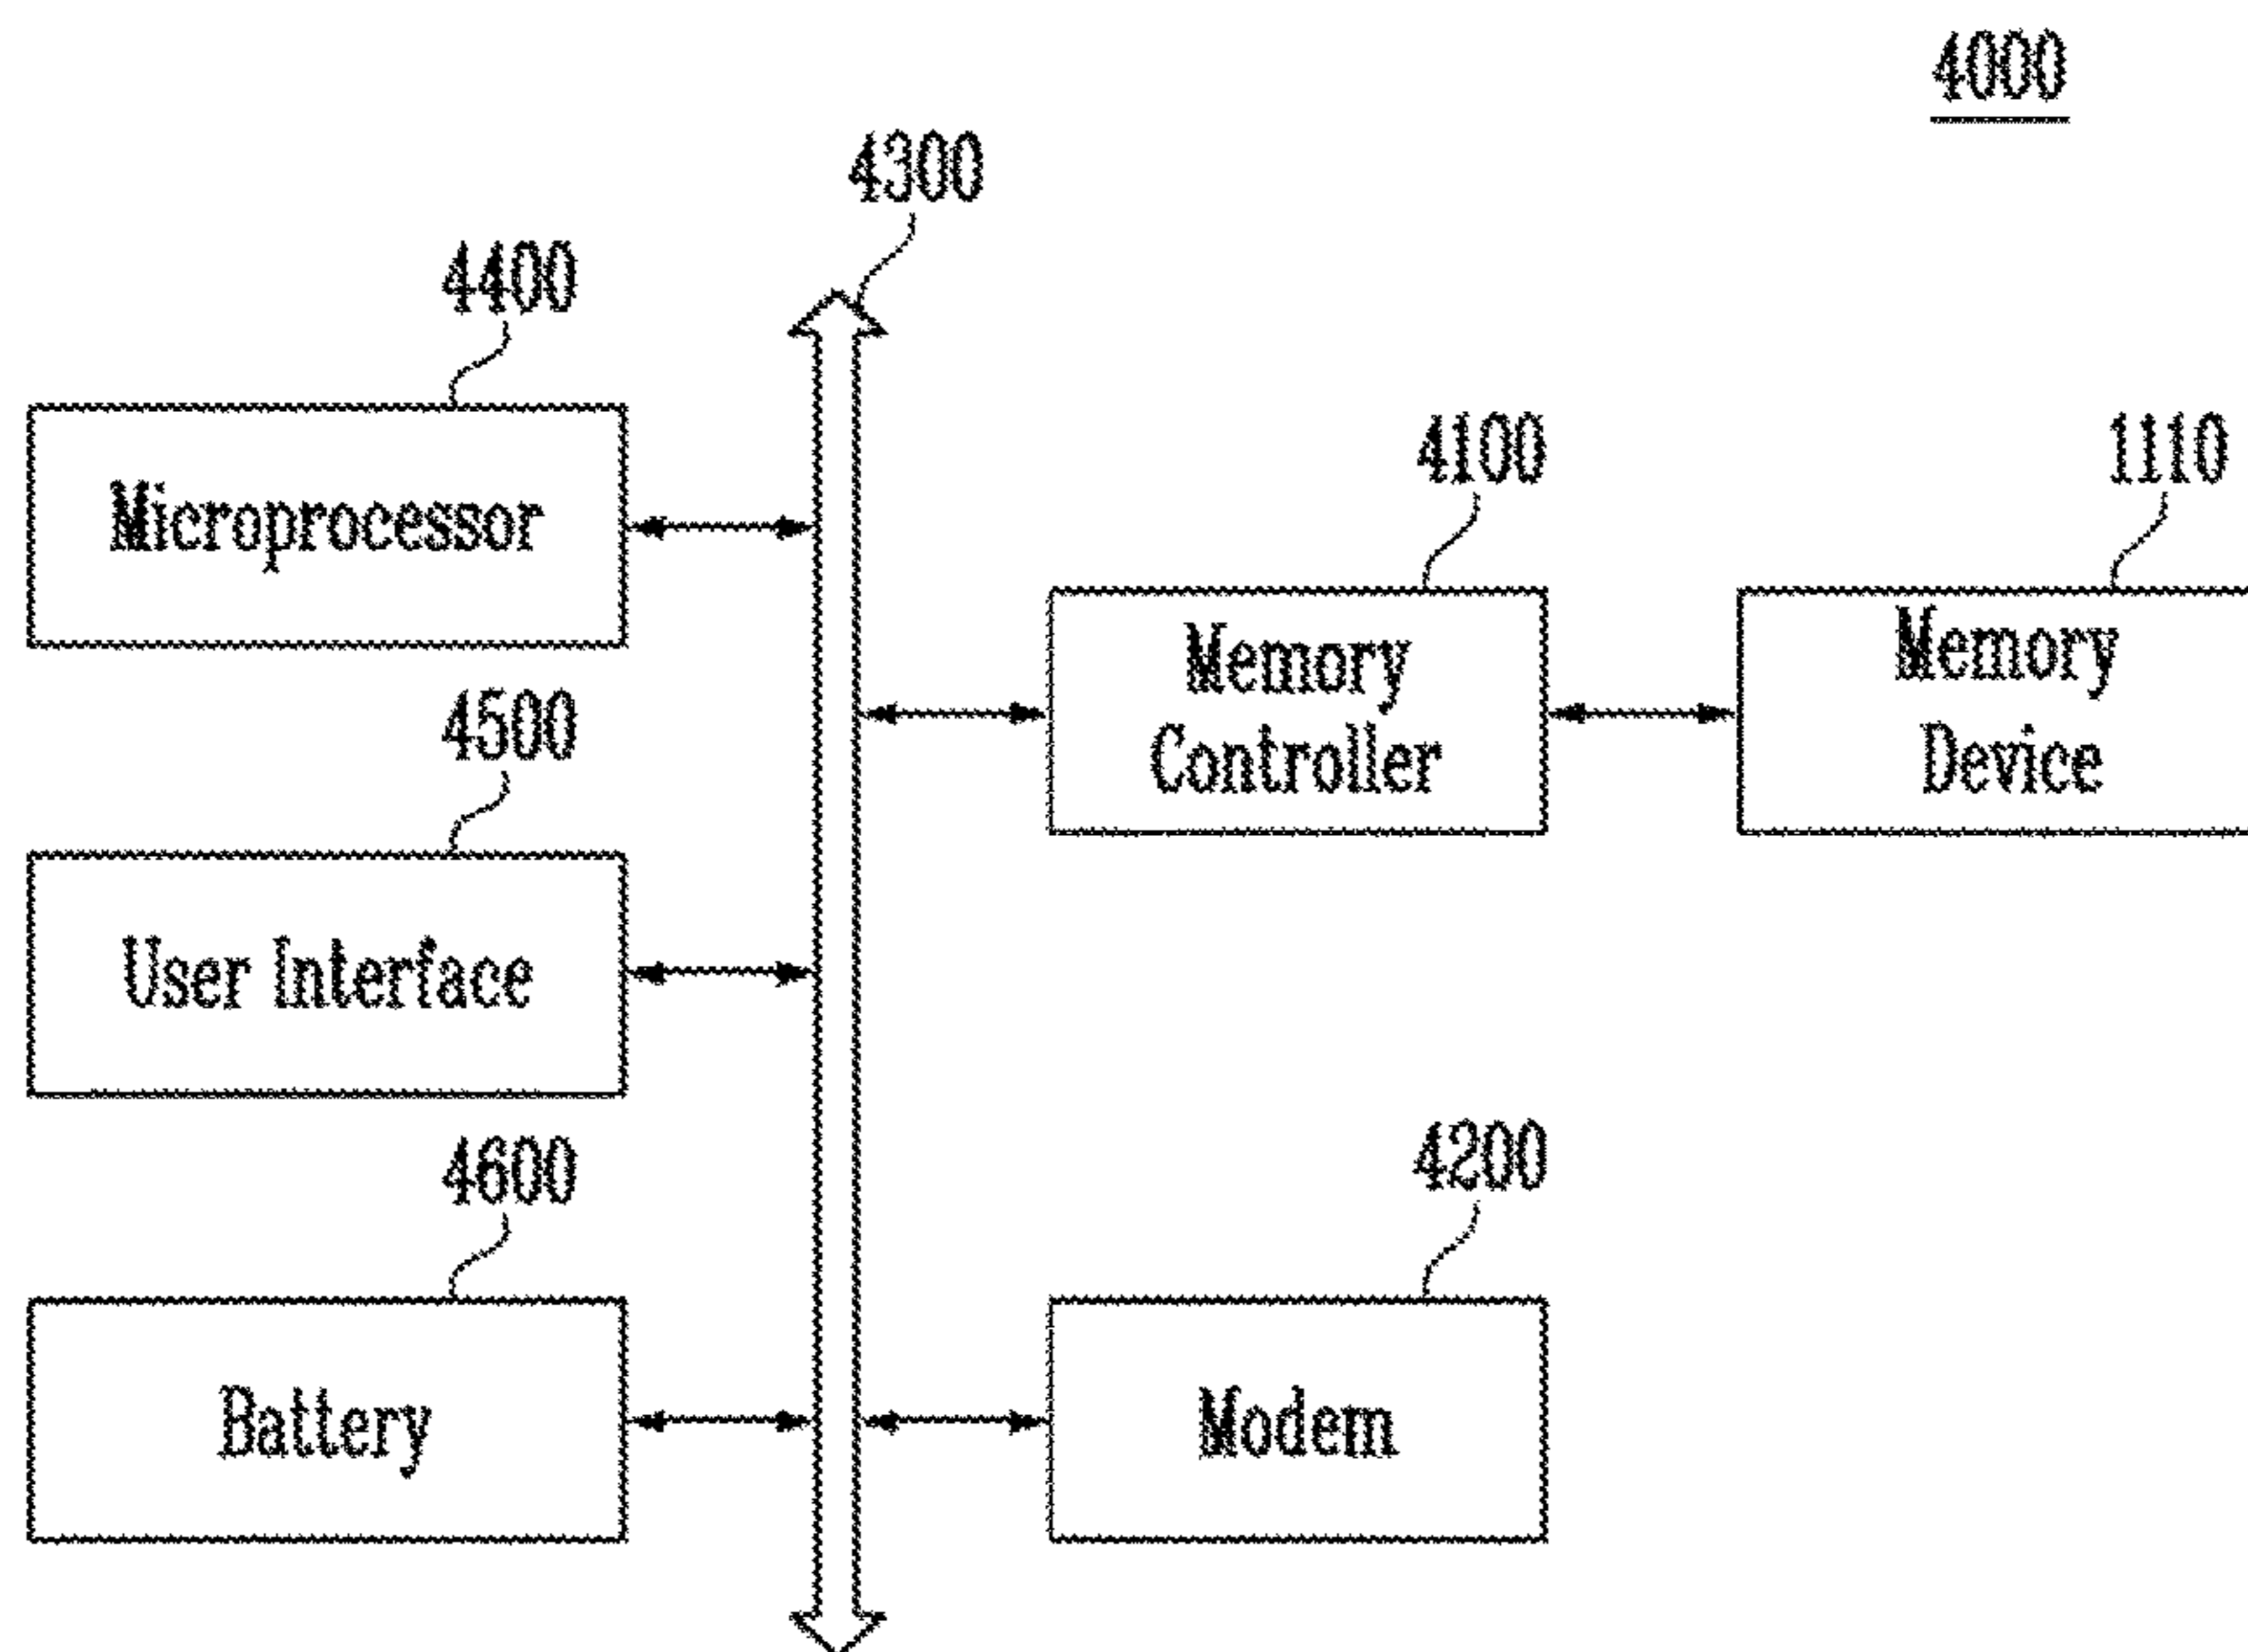 4000
4300
4400
Microprocessor
4100
1110
Memory
Controller
Memory
Device
4500
User Interface
4600
Battery
4200
Modem